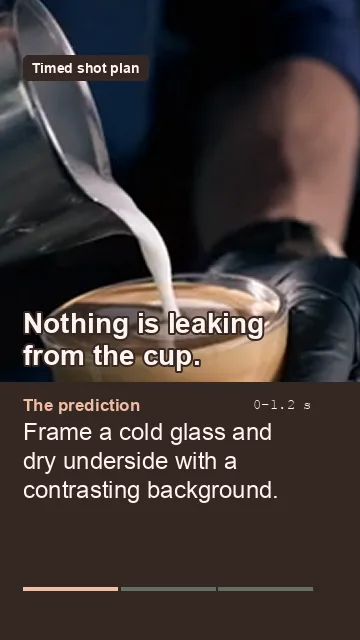 Timed shot plan
Nothing is leaking
from the cup.
The prediction
0–1.2 s
Frame a cold glass and
dry underside with a
contrasting background.